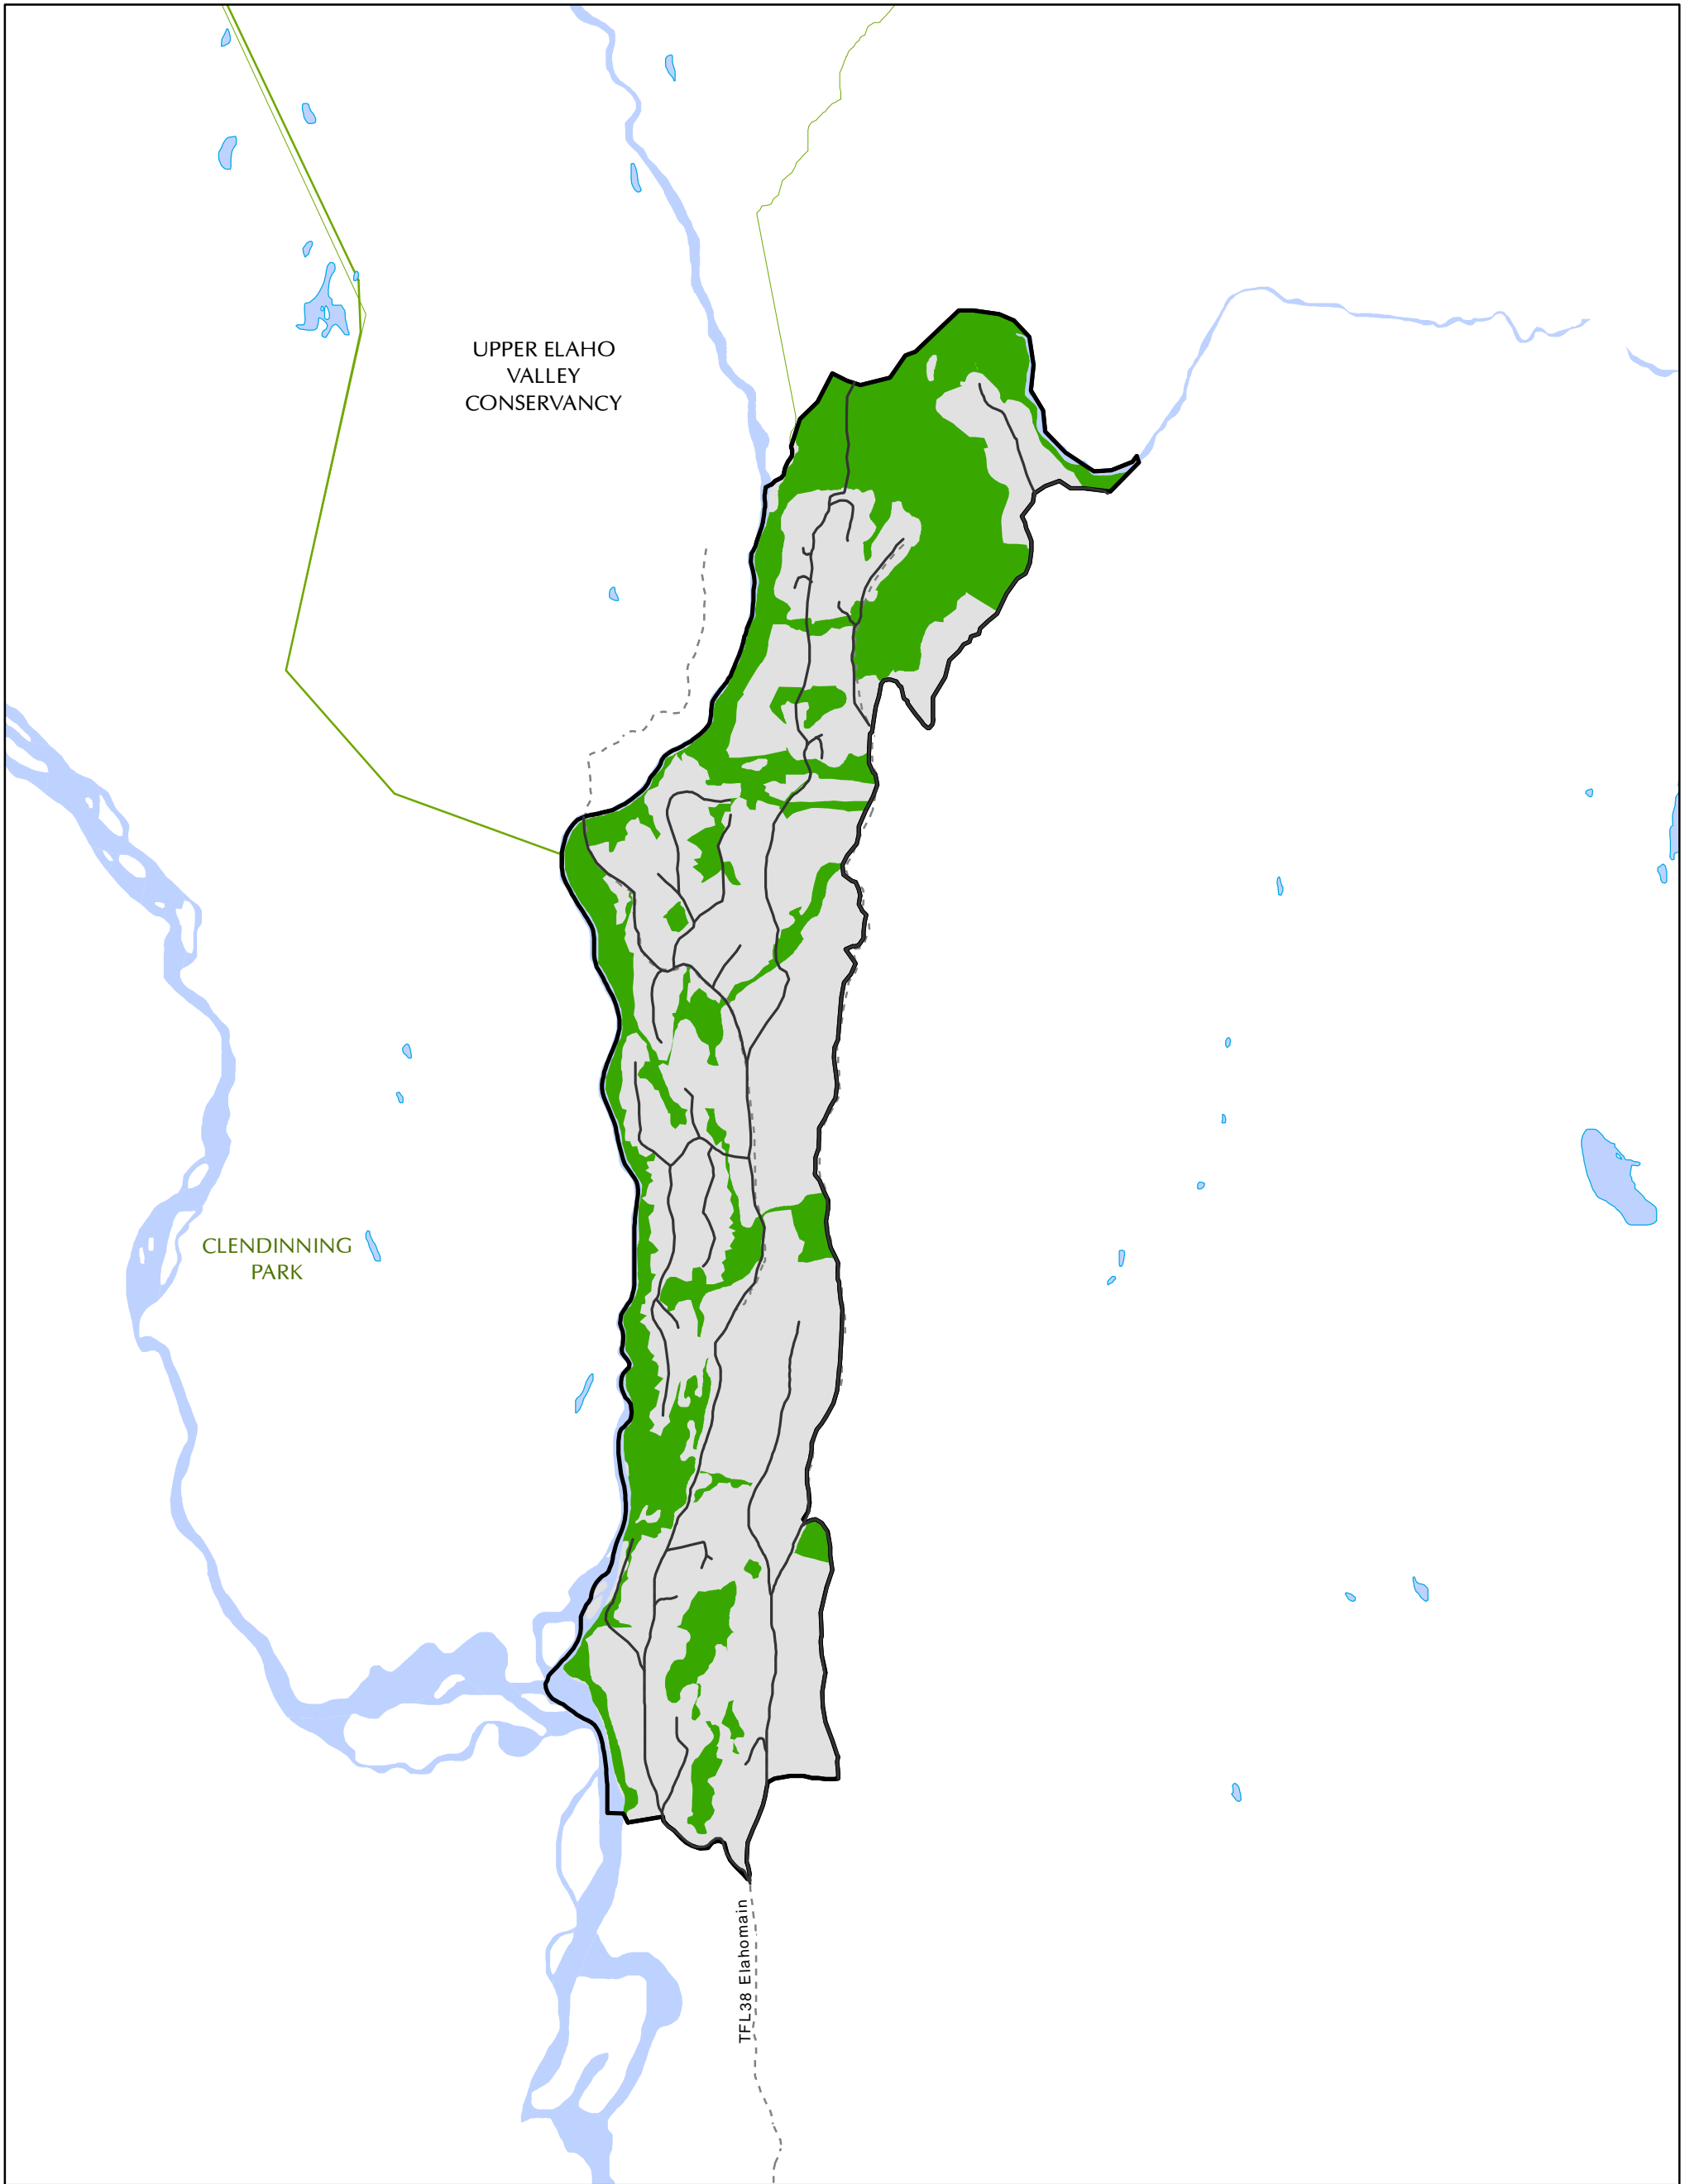 UPPER ELAHO
VALLEY
CONSERVANCY
CLENDINNING
PARK
TFL38 Elahomain